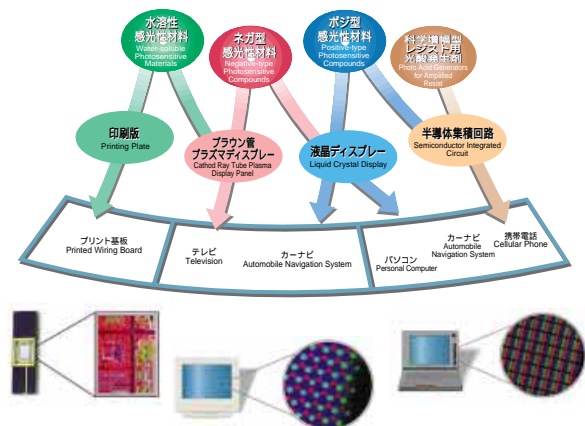 水溶性
感光性材料
Water-soluble
Photosensitive
Materials
ネガ型
感光性材料
Negative-type
Photosensitive
Compounds
ポジ型
感光性材料
Positive-type
Photosensitive
Compounds
科学増幅型
レジスト用
光酸発生剤
Photo Acid Generators
for Amplified
Resist
印刷版
Printing Plate
ブラウン管
プラズマディスプレー
Cathod Ray Tube Plasma
Display Panel
液晶ディスプレー
Liquid Crystal Display
半導体集積回路
Semiconductor Integrated
Circuit
プリント基板
Printed Wiring Board
テレビ
Television
カーナビ
Automobile Navigation System
パソコン
Personal Computer
カーナビ
Automobile
Navigation System
携帯電話
Cellular Phone